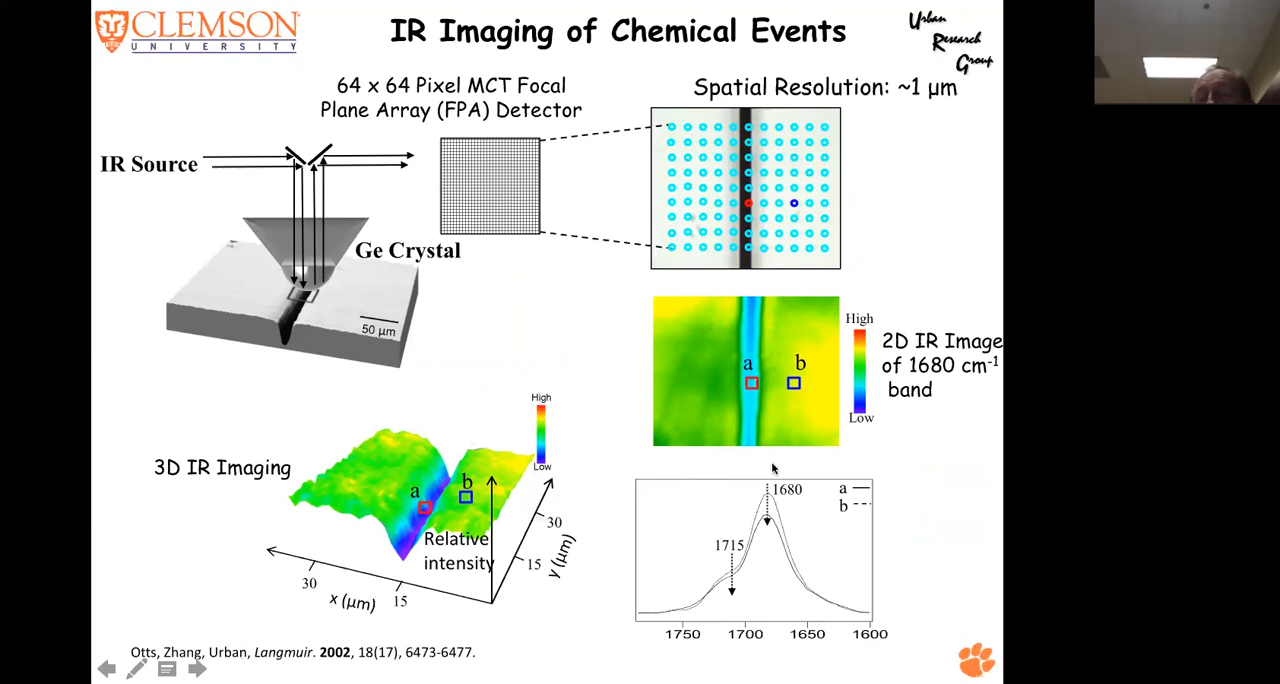 CLEMSON
UNIVERSITY
IR Imaging of Chemical Events
Urban
Research
Group
64 x 64 Pixel MCT Focal
Plane Array (FPA) Detector
Spatial Resolution: ~1 µm
IR Source
Ge Crystal
50 µm
High
Low
a
b
2D IR Image
of 1680 cm-1
band
3D IR Imaging
High
Low
a
b
Relative
intensity
30
15
x (µm)
15
30
y (µm)
1680
1715
a
b
1750
1700
1650
1600
Otts, Zhang, Urban, Langmuir. 2002, 18(17), 6473-6477.